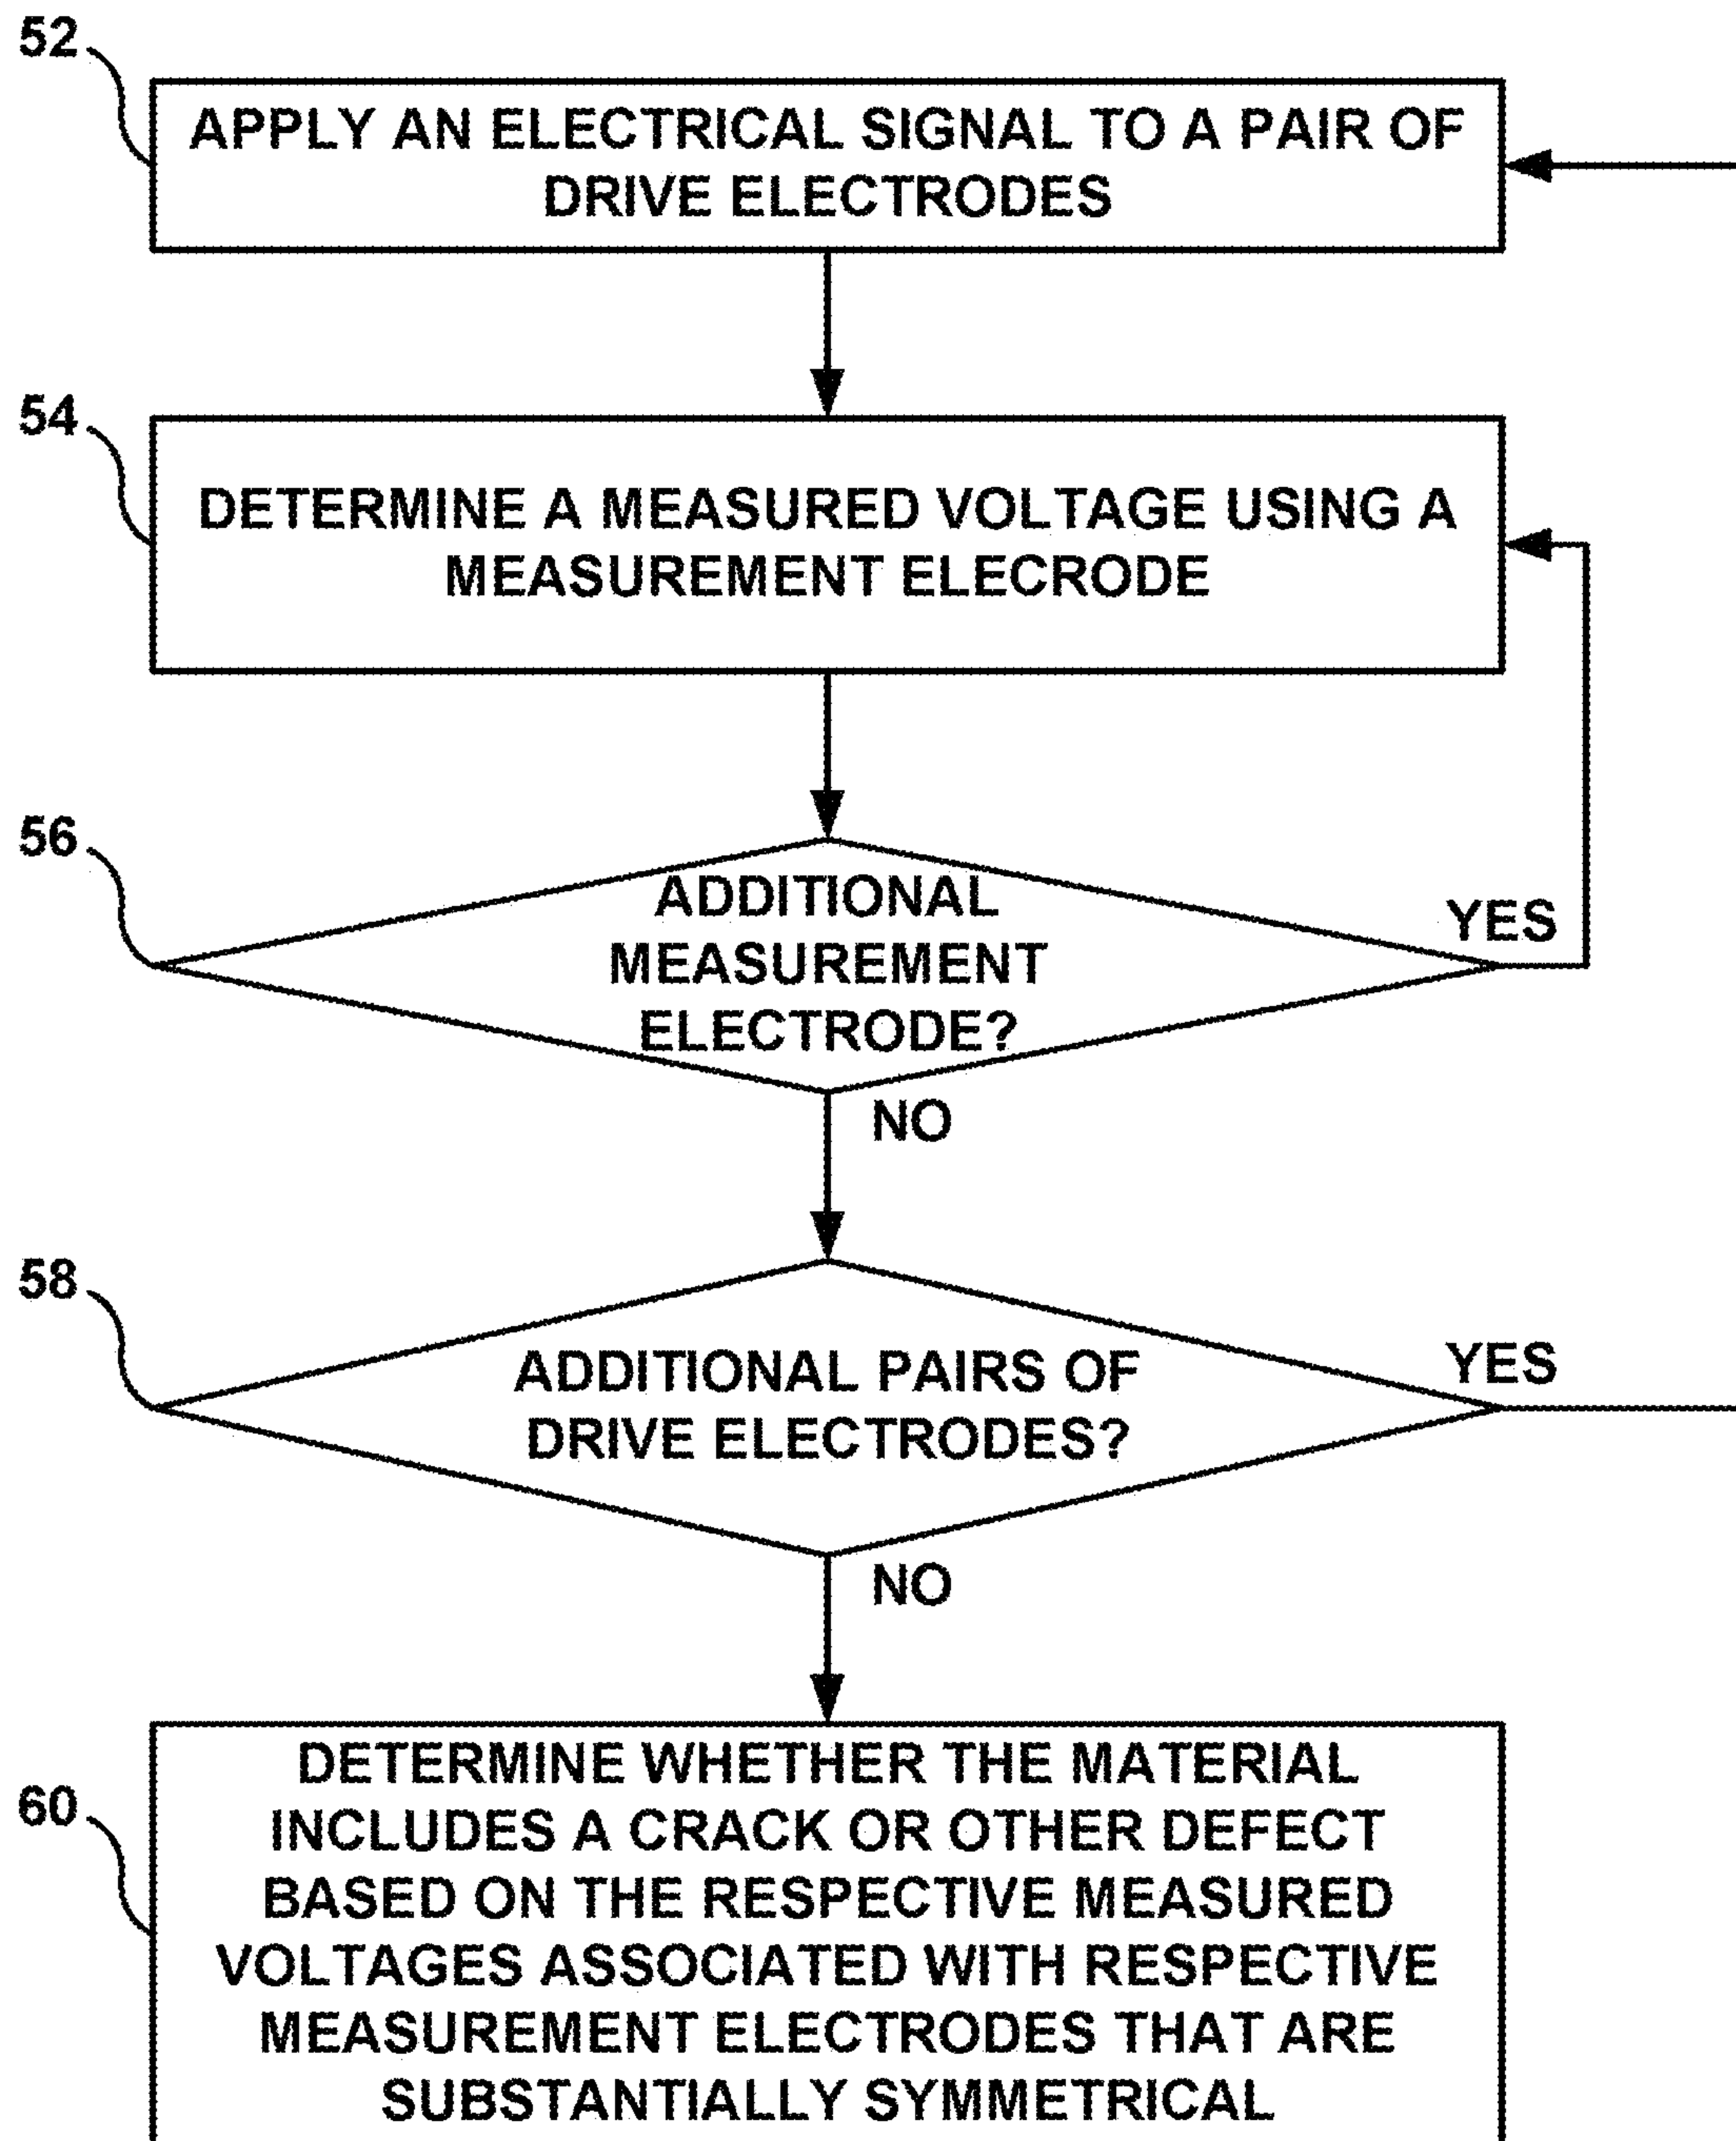 52
APPLY AN ELECTRICAL SIGNAL TO A PAIR OF
DRIVE ELECTRODES
54
DETERMINE A MEASURED VOLTAGE USING A
MEASUREMENT ELECRODE
56
ADDITIONAL
MEASUREMENT
ELECTRODE?
YES
NO
58
ADDITIONAL PAIRS OF
DRIVE ELECTRODES?
YES
NO
60
DETERMINE WHETHER THE MATERIAL
INCLUDES A CRACK OR OTHER DEFECT
BASED ON THE RESPECTIVE MEASURED
VOLTAGES ASSOCIATED WITH RESPECTIVE
MEASUREMENT ELECTRODES THAT ARE
SUBSTANTIALLY SYMMETRICAL